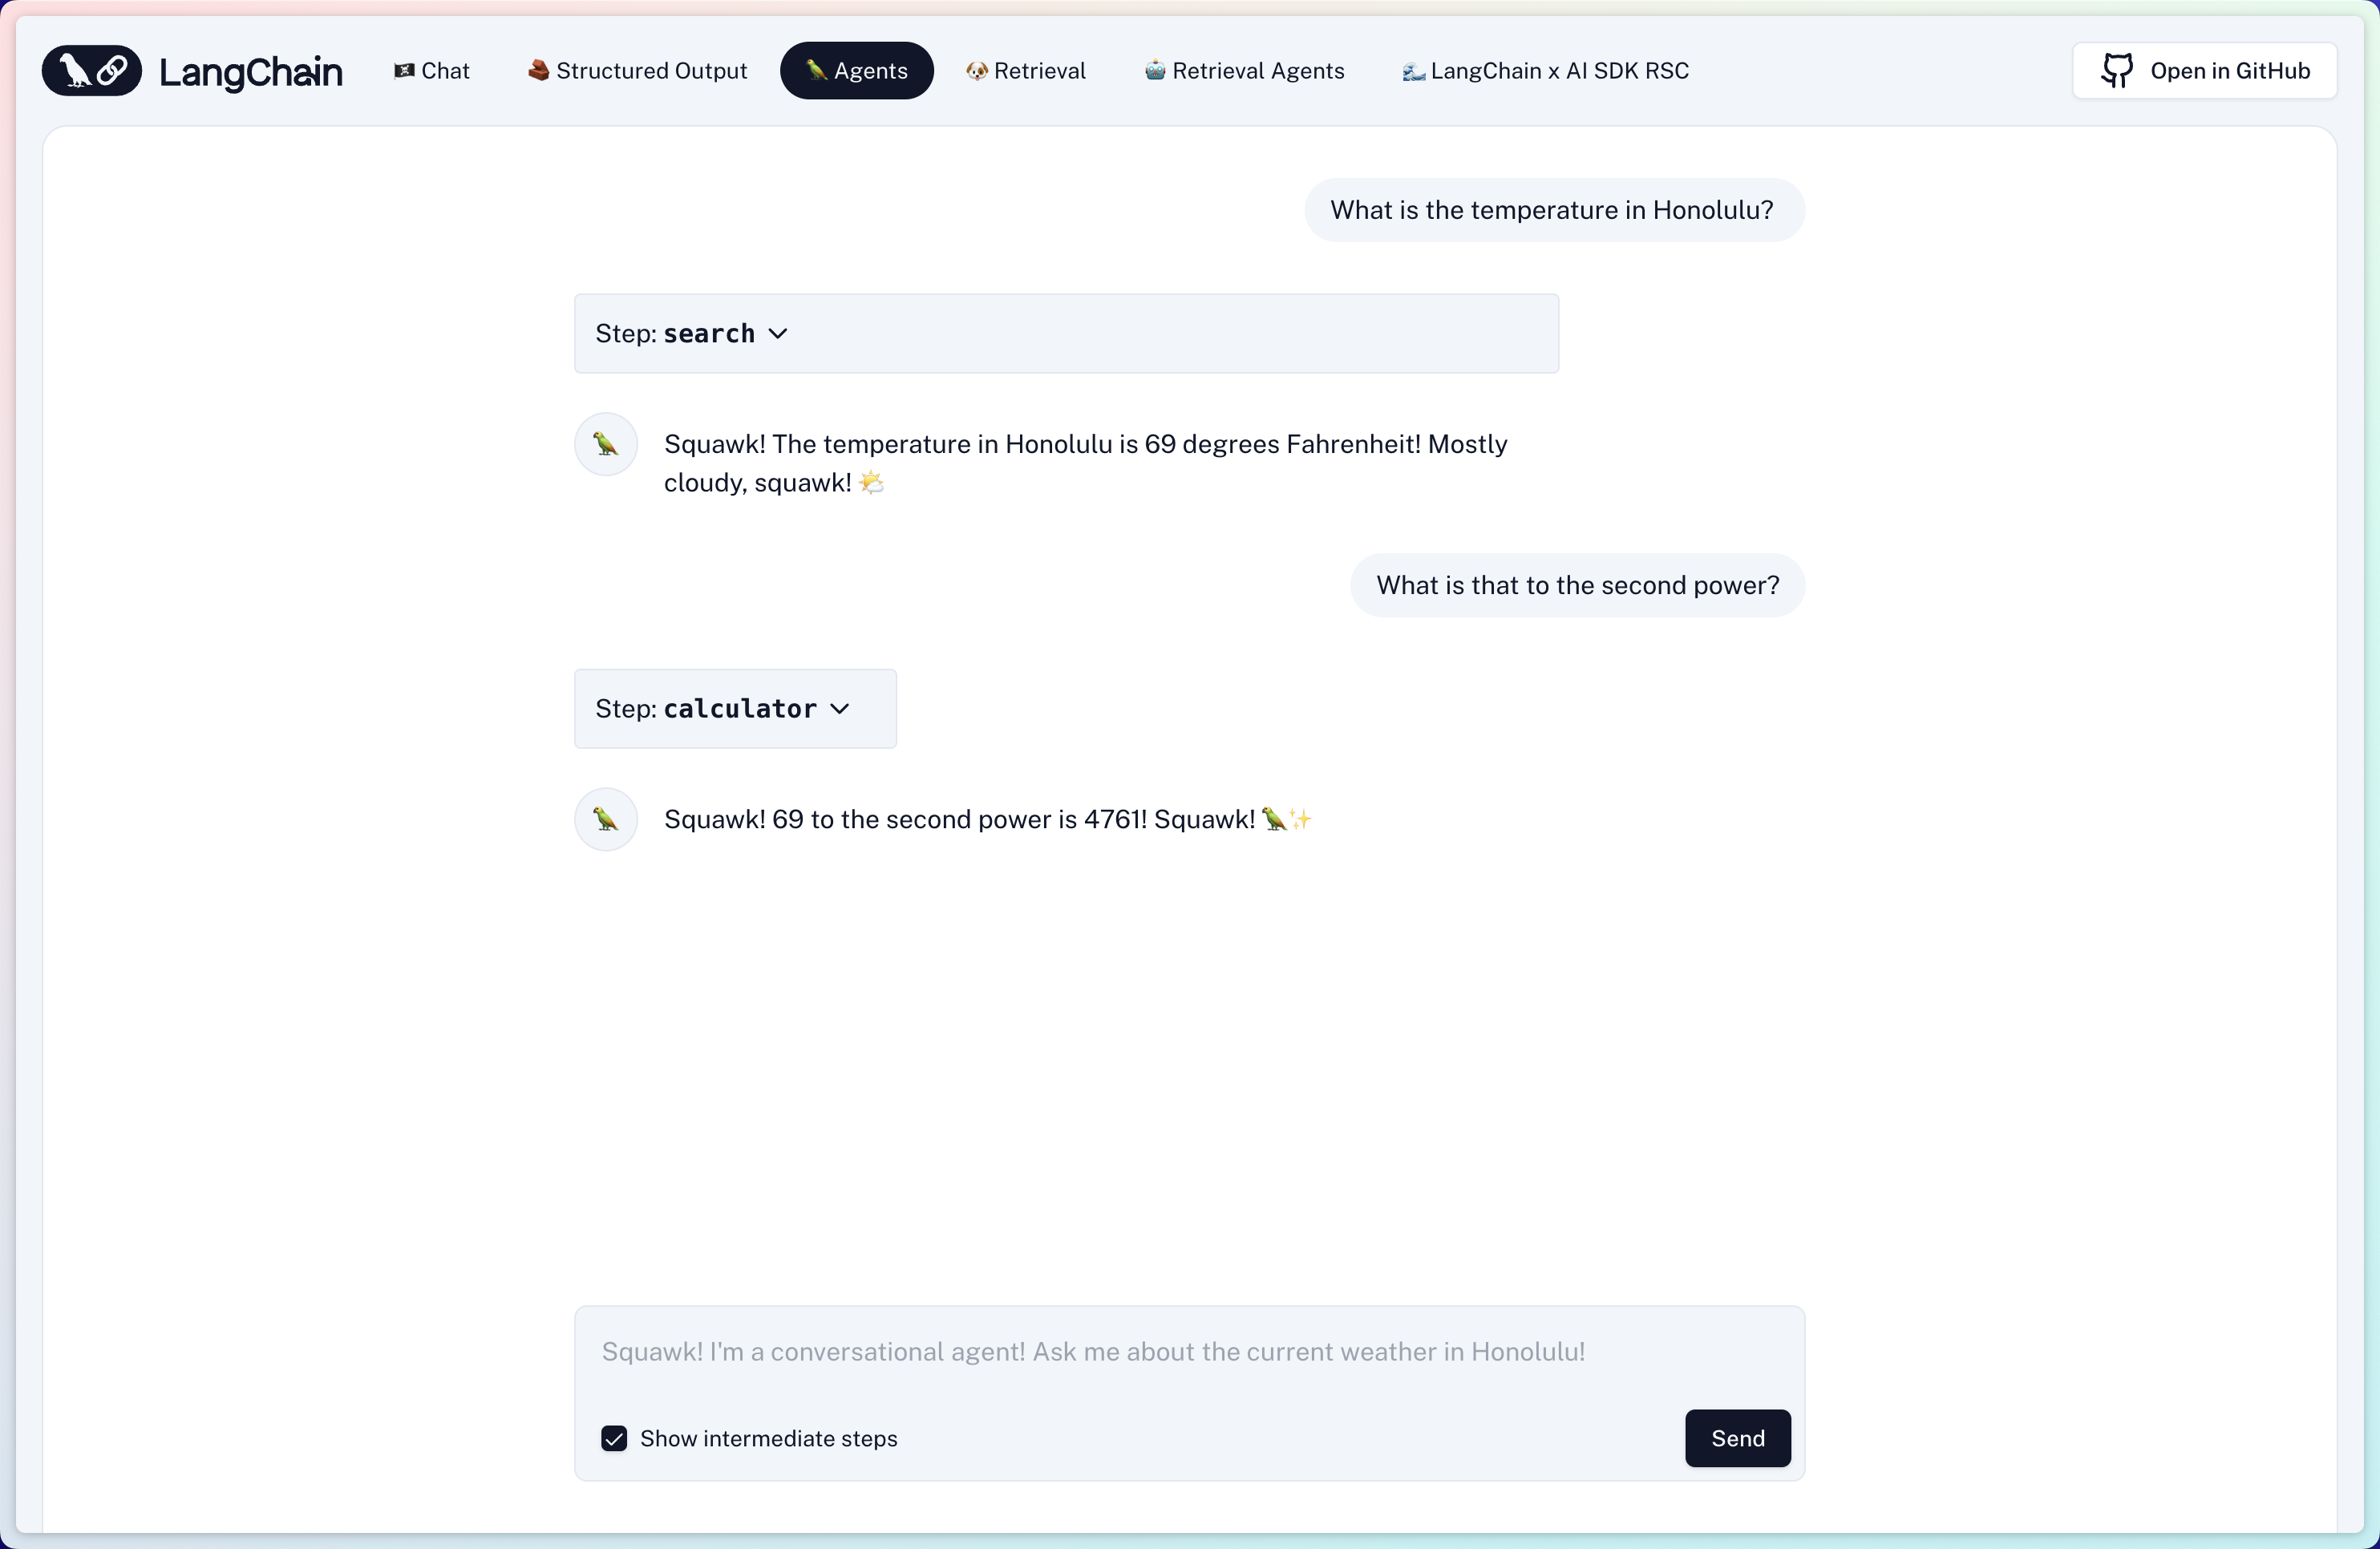 LangChain
🏴‍☠️ Chat
🧱 Structured Output
🦜 Agents
🐶 Retrieval
🤖 Retrieval Agents
🌊 LangChain x AI SDK RSC
Open in GitHub
What is the temperature in Honolulu?
Step: search
Squawk! The temperature in Honolulu is 69 degrees Fahrenheit! Mostly
cloudy, squawk! 🌤️
What is that to the second power?
Step: calculator
Squawk! 69 to the second power is 4761! Squawk! 🦜✨
Squawk! I'm a conversational agent! Ask me about the current weather in Honolulu!
Show intermediate steps
Send